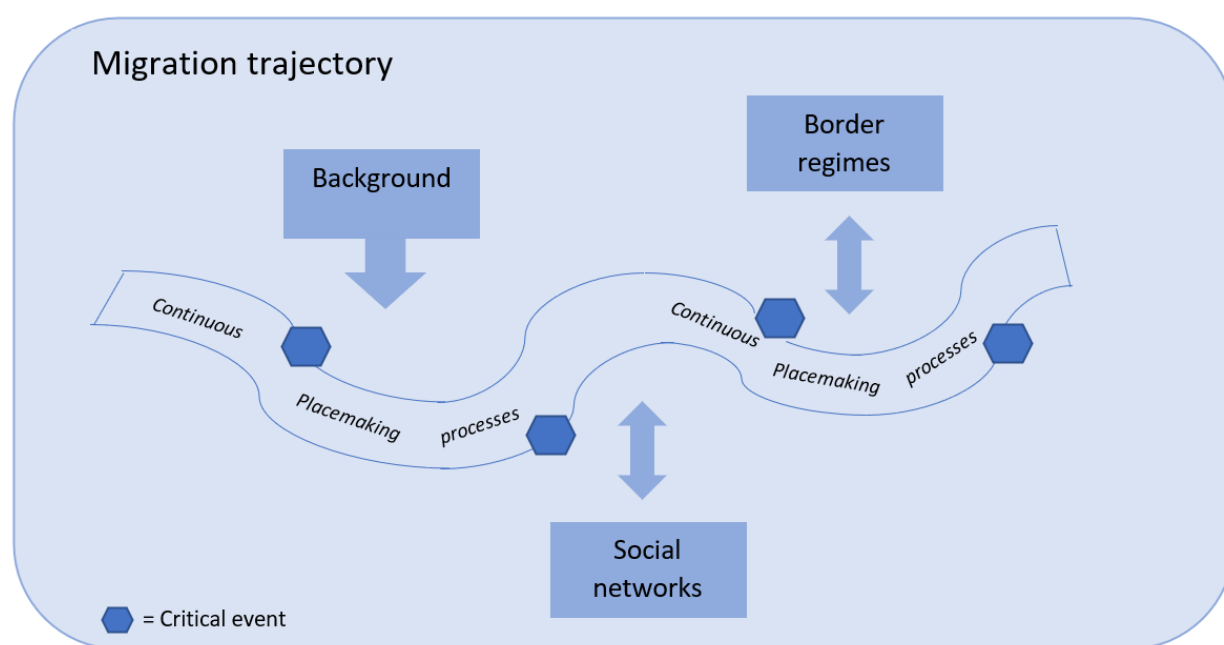 Migration trajectory
Border
regimes
Background
Continuous
Placemaking
processes
Continuous
Placemaking
processes
Social
networks
= Critical event